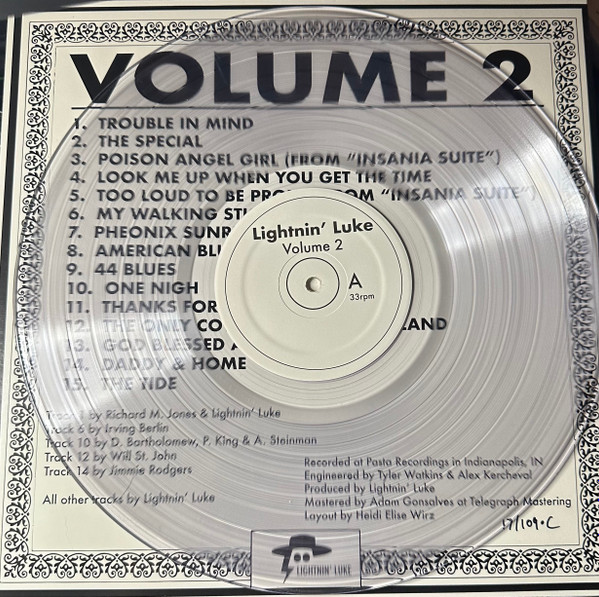 VOLUME 2
1. TROUBLE IN MIND
2. THE SPECIAL
3. POISON ANGEL GIRL (FROM "INSANIA SUITE")
4. LOOK ME UP WHEN YOU GET THE TIME
5. TOO LOUD TO BE PRO FROM "INSANIA SUITE")
6. MY WALKING
7. PHEONIX SUNR
8. AMERICAN BL
9. 44 BLUES
10. ONE NIGH
11. THANKS FOR
12. THE ONLY CO LAND
13. GOD BLESSED A
14. DADDY & HOME
15. THE TIDE
Lightnin' Luke
Volume 2
A
33rpm
Track 1 by Richard M. Jones & Lightnin' Luke
Track 6 by Irving Berlin
Track 10 by D. Bartholomew, P. King & A. Steinman
Track 12 by Will St. John
Track 14 by Jimmie Rodgers
All other tracks by Lightnin' Luke
Recorded at Pasta Recordings in Indianapolis, IN
Engineered by Tyler Watkins & Alex Kercheval
Produced by Lightnin' Luke
Mastered by Adam Gonsalves at Telegraph Mastering
Layout by Heidi Elise Wirz
17/109·C
LIGHTNIN' LUKE